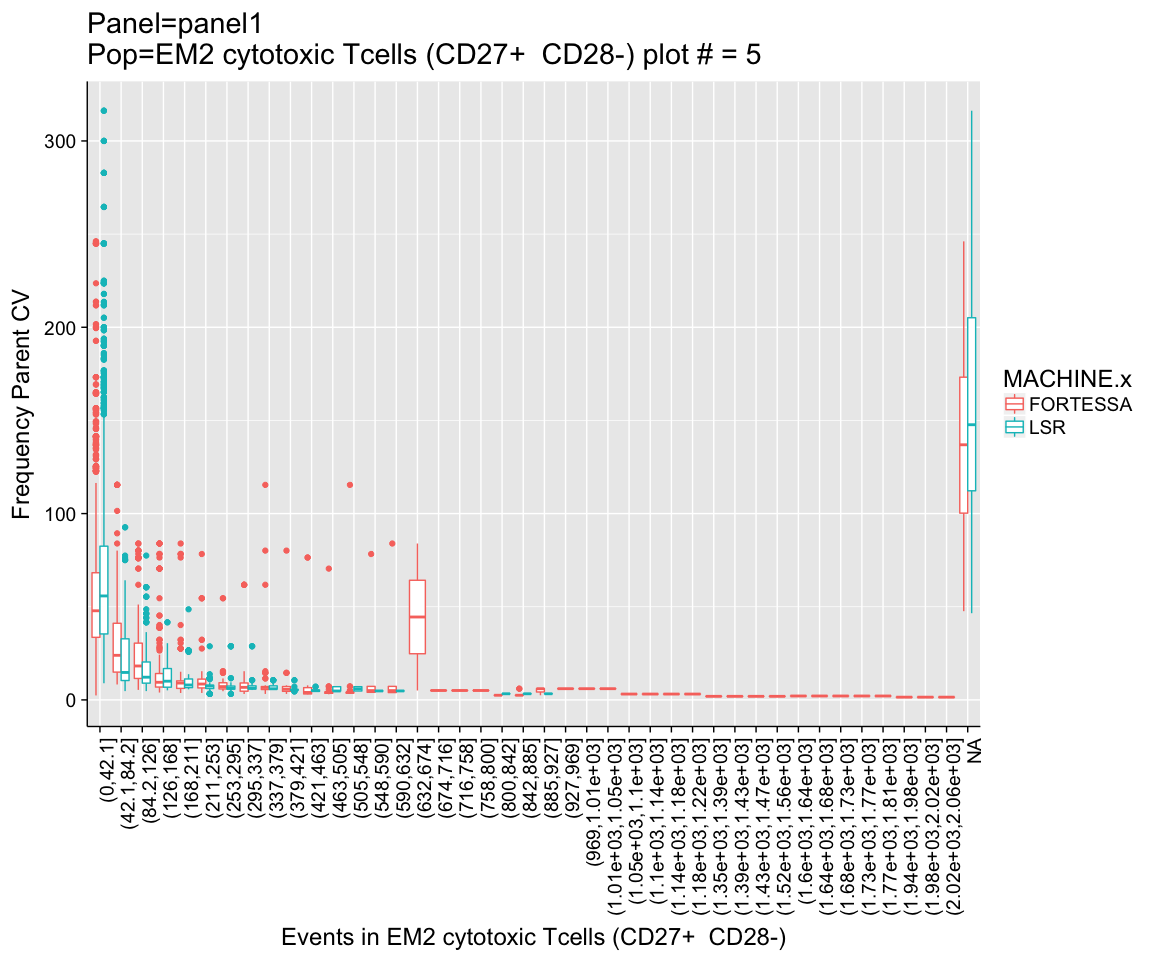 Panel=panel1
Pop=EM2 cytotoxic Tcells (CD27+  CD28-) plot # = 5
Frequency Parent CV
300
200
100
0
(0,42.1]
(42.1,84.2]
(84.2,126]
(126,168]
(168,211]
(211,253]
(253,295]
(295,337]
(337,379]
(379,421]
(421,463]
(463,505]
(505,548]
(548,590]
(590,632]
(632,674]
(674,716]
(716,758]
(758,800]
(800,842]
(842,885]
(885,927]
(927,969]
(969,1.01e+03]
(1.01e+03,1.05e+03]
(1.05e+03,1.1e+03]
(1.1e+03,1.14e+03]
(1.14e+03,1.18e+03]
(1.18e+03,1.22e+03]
(1.35e+03,1.39e+03]
(1.39e+03,1.43e+03]
(1.43e+03,1.47e+03]
(1.52e+03,1.56e+03]
(1.6e+03,1.64e+03]
(1.64e+03,1.68e+03]
(1.68e+03,1.73e+03]
(1.73e+03,1.77e+03]
(1.77e+03,1.81e+03]
(1.94e+03,1.98e+03]
(1.98e+03,2.02e+03]
(2.02e+03,2.06e+03]
NA
Events in EM2 cytotoxic Tcells (CD27+  CD28-)
MACHINE.x
FORTESSA
LSR